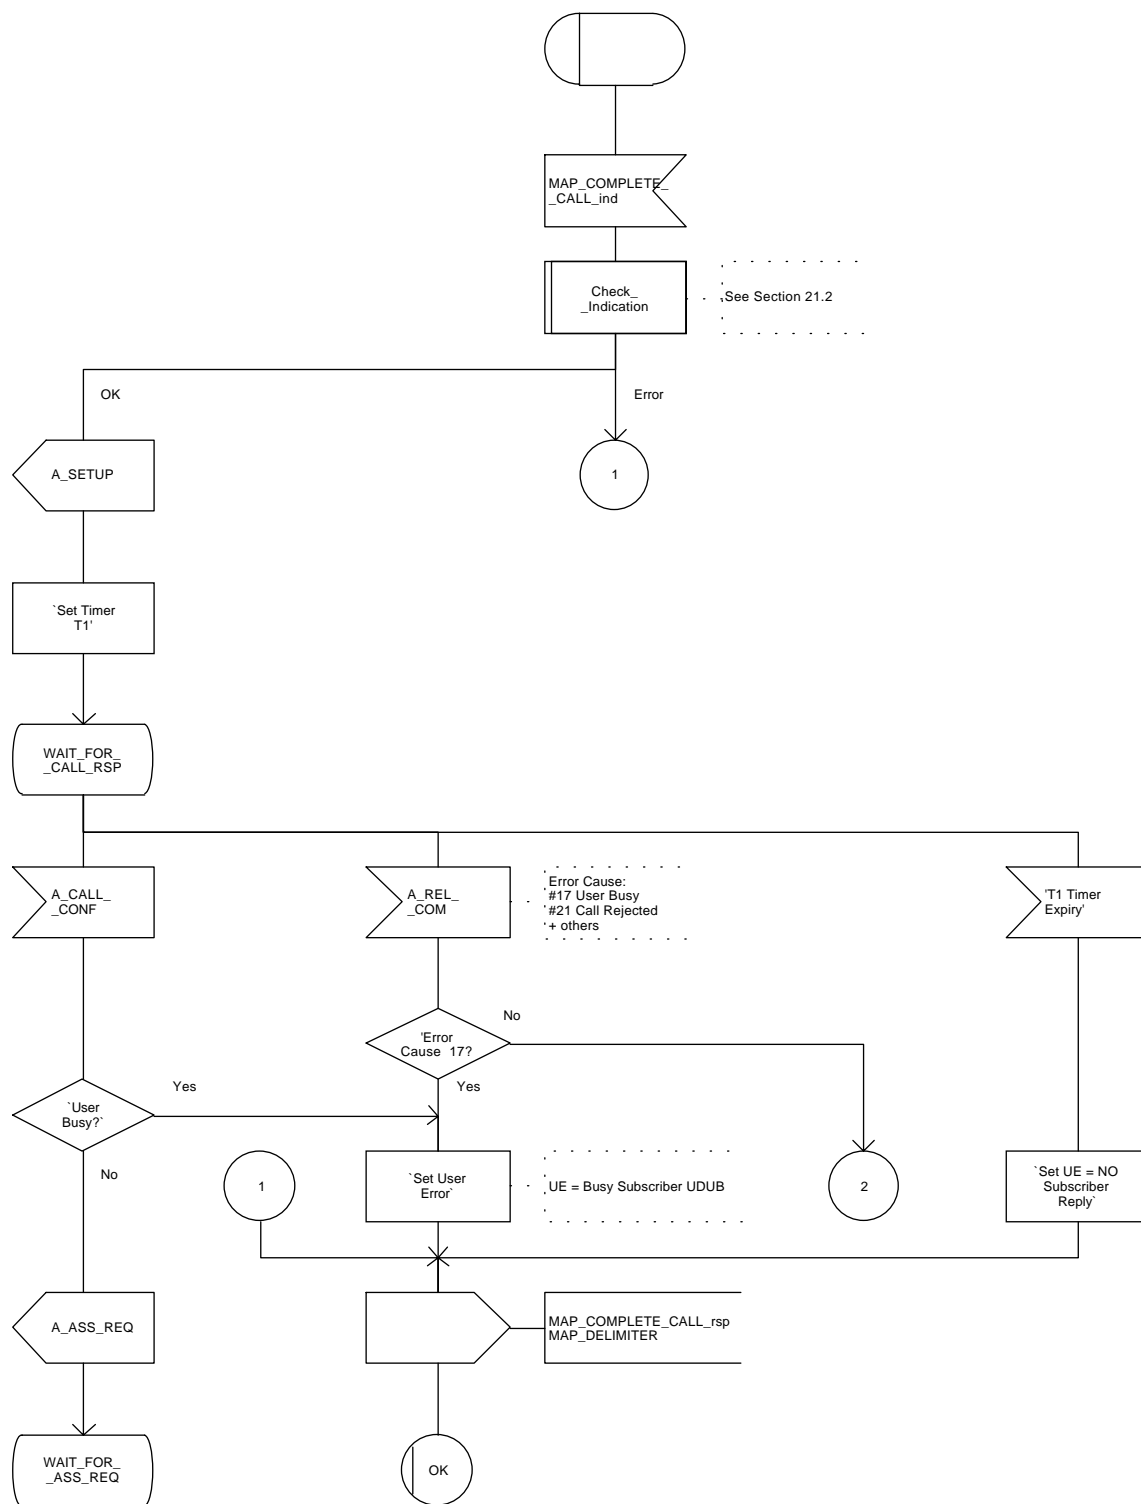 MAP_COMPLETE_
_CALL_ind
Check_
_Indication
See Section 21.2
OK
Error
A_SETUP
1
`Set Timer
T1'
WAIT_FOR_
_CALL_RSP
A_CALL_
_CONF
A_REL_
_COM
Error Cause:
#17 User Busy
#21 Call Rejected
+ others
'T1 Timer
Expiry'
No
'Error
Cause 17?
Yes
Yes
`User
Busy?`
No
1
`Set User
Error`
UE = Busy Subscriber UDUB
2
`Set UE = NO
Subscriber
Reply`
A_ASS_REQ
MAP_COMPLETE_CALL_rsp
MAP_DELIMITER
WAIT_FOR_
_ASS_REQ
OK